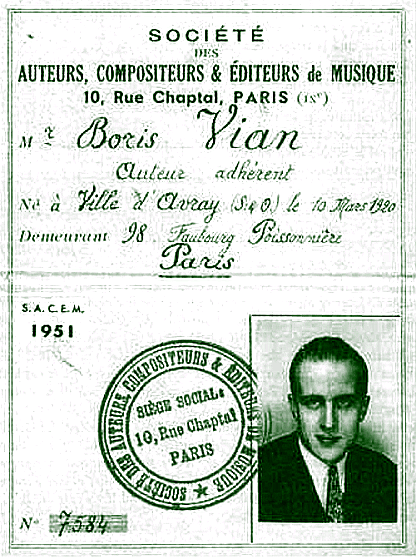 SOCIÉTÉ
DES
AUTEURS, COMPOSITEURS & ÉDITEURS de MUSIQUE
10, Rue Chaptal, PARIS (IXe)
Mr Boris Vian
Auteur adhérent
Né à Ville d'Avray (S&O.) le 10 Mars 1920
Demeurant 98 Faubourg Poissonnière
Paris
S.A.C.E.M.
1951
SOCIÉTÉ DES AUTEURS, COMPOSITEURS & ÉDITEURS DE MUSIQUE
SIÈGE SOCIAL:
10, Rue Chaptal
PARIS
No 7584